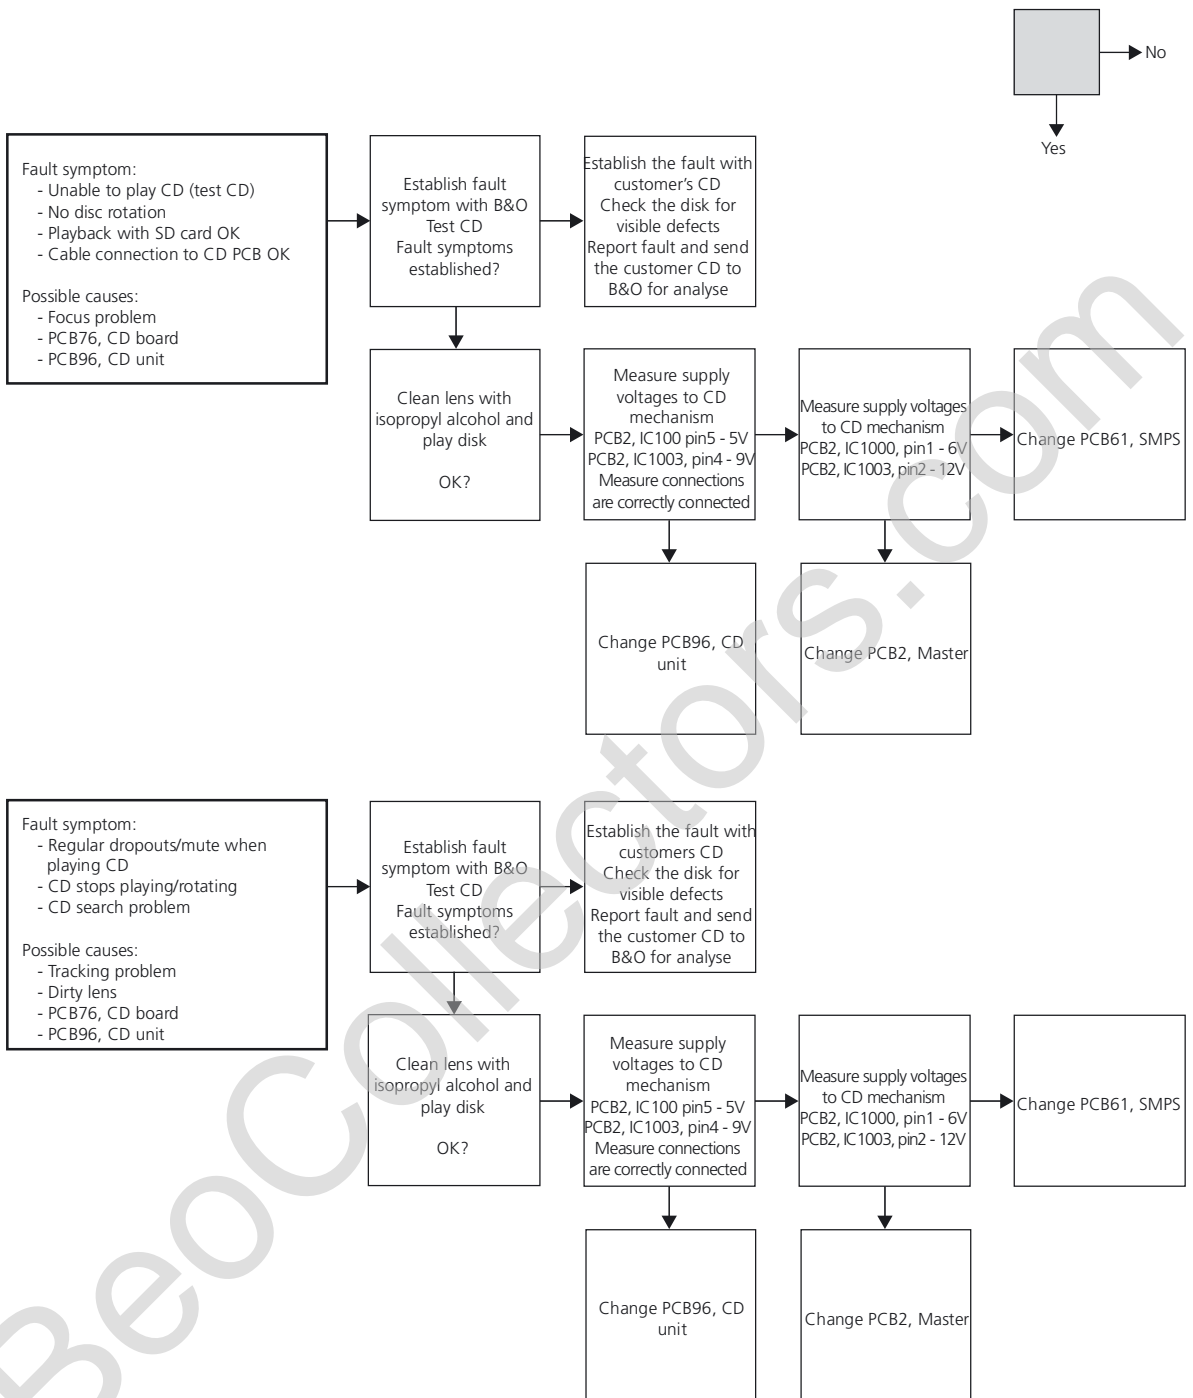 No
Yes
Fault symptom:
- Unable to play CD (test CD)
- No disc rotation
- Playback with SD card OK
- Cable connection to CD PCB OK
Possible causes:
- Focus problem
- PCB76, CD board
- PCB96, CD unit
Establish fault
symptom with B&O
Test CD
Fault symptoms
established?
Establish the fault with
customer's CD
Check the disk for
visible defects
Report fault and send
the customer CD to
B&O for analyse
Clean lens with
isopropyl alcohol and
play disk
OK?
Measure supply
voltages to CD
mechanism
PCB2, IC100 pin5 - 5V
PCB2, IC1003, pin4 - 9V
Measure connections
are correctly connected
Measure supply voltages
to CD mechanism
PCB2, IC1000, pin1 - 6V
PCB2, IC1003, pin2 - 12V
Change PCB61, SMPS
Change PCB96, CD
unit
Change PCB2, Master
Fault symptom:
- Regular dropouts/mute when
playing CD
- CD stops playing/rotating
- CD search problem
Possible causes:
- Tracking problem
- Dirty lens
- PCB76, CD board
- PCB96, CD unit
Establish fault
symptom with B&O
Test CD
Fault symptoms
established?
Establish the fault with
customers CD
Check the disk for
visible defects
Report fault and send
the customer CD to
B&O for analyse
Clean lens with
isopropyl alcohol and
play disk
OK?
Measure supply
voltages to CD
mechanism
PCB2, IC100 pin5 - 5V
PCB2, IC1003, pin4 - 9V
Measure connections
are correctly connected
Measure supply voltages
to CD mechanism
PCB2, IC1000, pin1 - 6V
PCB2, IC1003, pin2 - 12V
Change PCB61, SMPS
Change PCB96, CD
unit
Change PCB2, Master
BeoCollectors.com